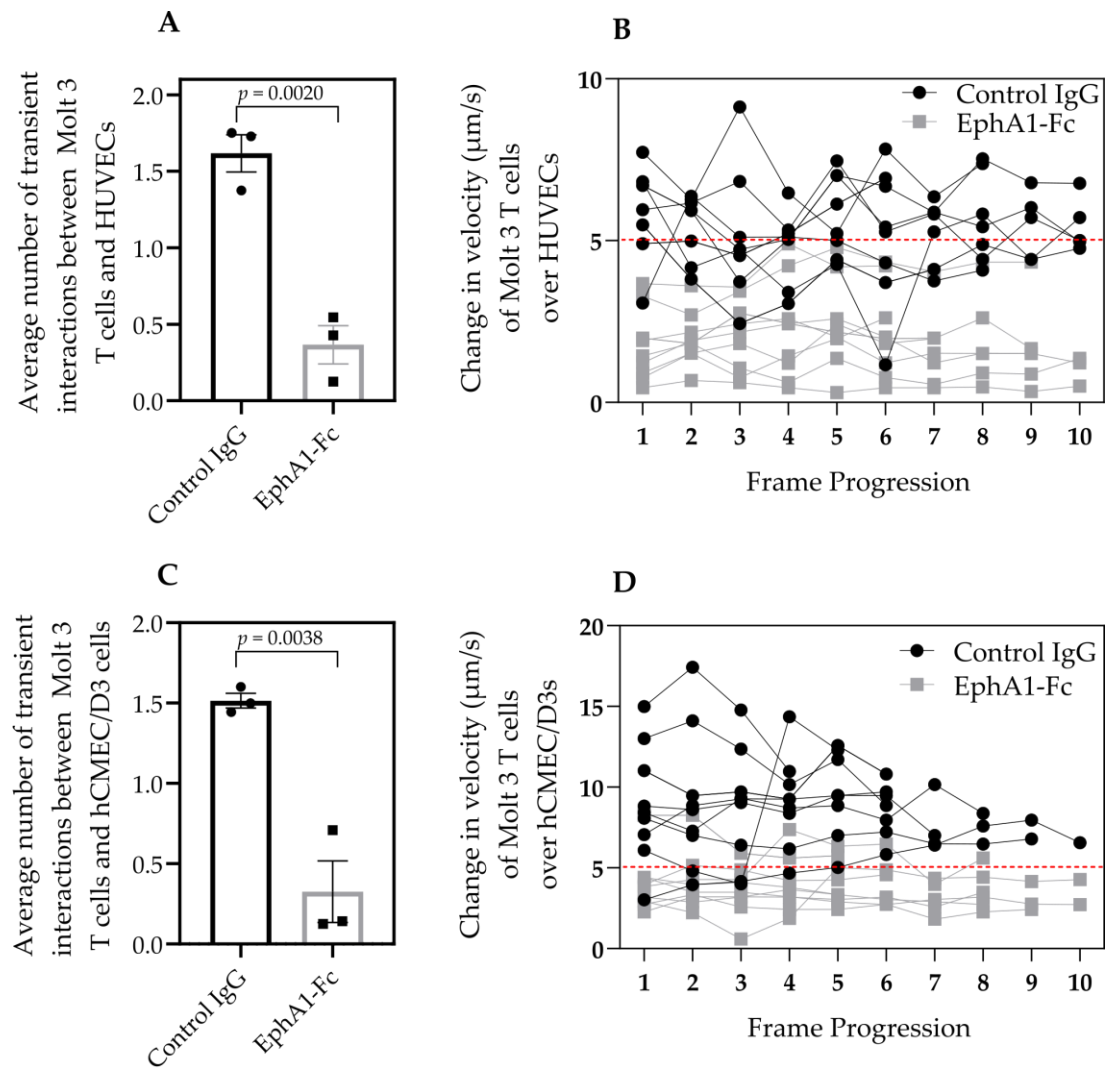 A
Average number of transient
interactions between Molt 3
T cells and HUVECs
2.0
1.5
1.0
0.5
0.0
p = 0.0020
Control IgG
EphA1-Fc
B
Change in velocity (µm/s)
of Molt 3 T cells
over HUVECs
10
5
0
Control IgG
EphA1-Fc
1 2 3 4 5 6 7 8 9 10
Frame Progression
C
Average number of transient
interactions between Molt 3
T cells and hCMEC/D3 cells
2.0
1.5
1.0
0.5
0.0
p = 0.0038
Control IgG
EphA1-Fc
D
Change in velocity (µm/s)
of Molt 3 T cells
over hCMEC/D3s
20
15
10
5
0
Control IgG
EphA1-Fc
1 2 3 4 5 6 7 8 9 10
Frame Progression